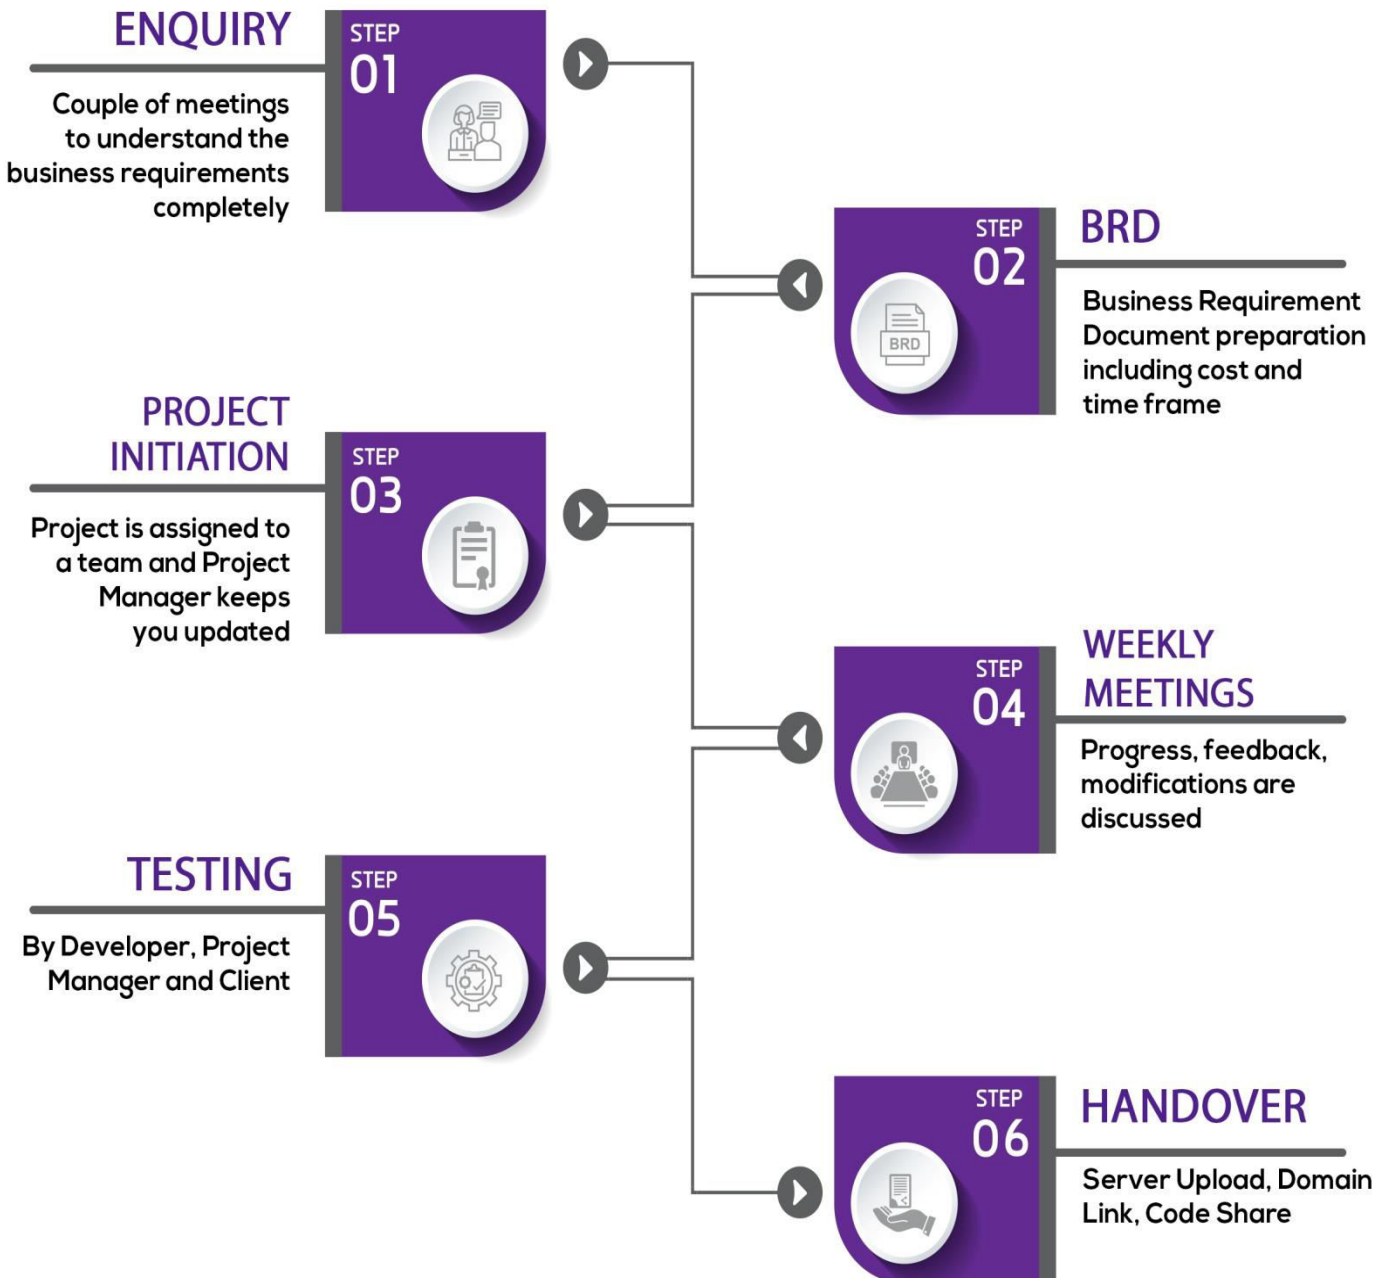 ENQUIRY
STEP
01
Couple of meetings
to understand the
business requirements
completely
STEP
02
BRD
BRD
Business Requirement
Document preparation
including cost and
time frame
PROJECT
INITIATION
STEP
03
Project is assigned to
a team and Project
Manager keeps
you updated
STEP
04
WEEKLY
MEETINGS
Progress, feedback,
modifications are
discussed
TESTING
STEP
05
By Developer, Project
Manager and Client
STEP
06
HANDOVER
Server Upload, Domain
Link, Code Share